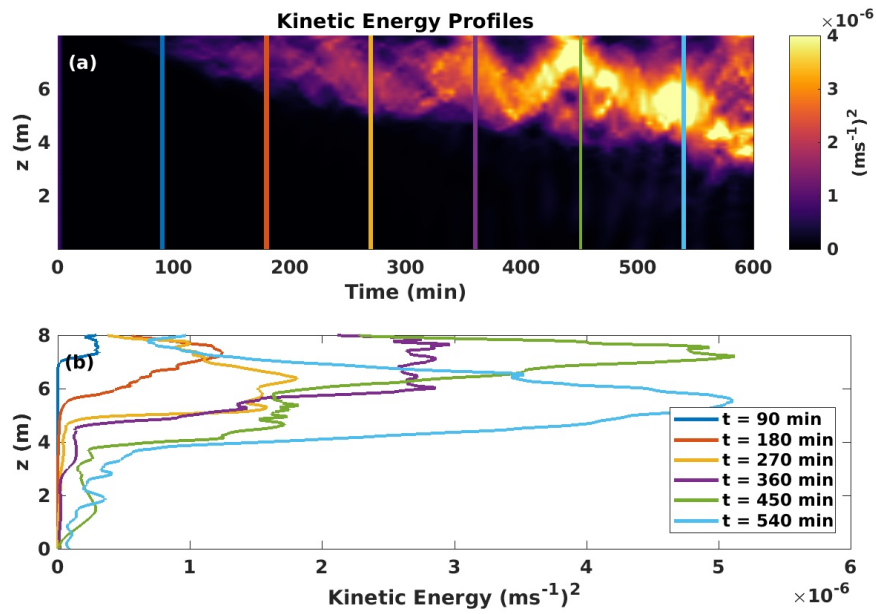 Kinetic Energy Profiles
×10⁻⁶
(a)
z (m)
6
4
2
0 100 200 300 400 500 600
Time (min)
4
3
2
1
0
(ms⁻¹)²
(b)
z (m)
8
6
4
2
0
t = 90 min
t = 180 min
t = 270 min
t = 360 min
t = 450 min
t = 540 min
0 1 2 3 4 5 6
Kinetic Energy (ms⁻¹)²
×10⁻⁶